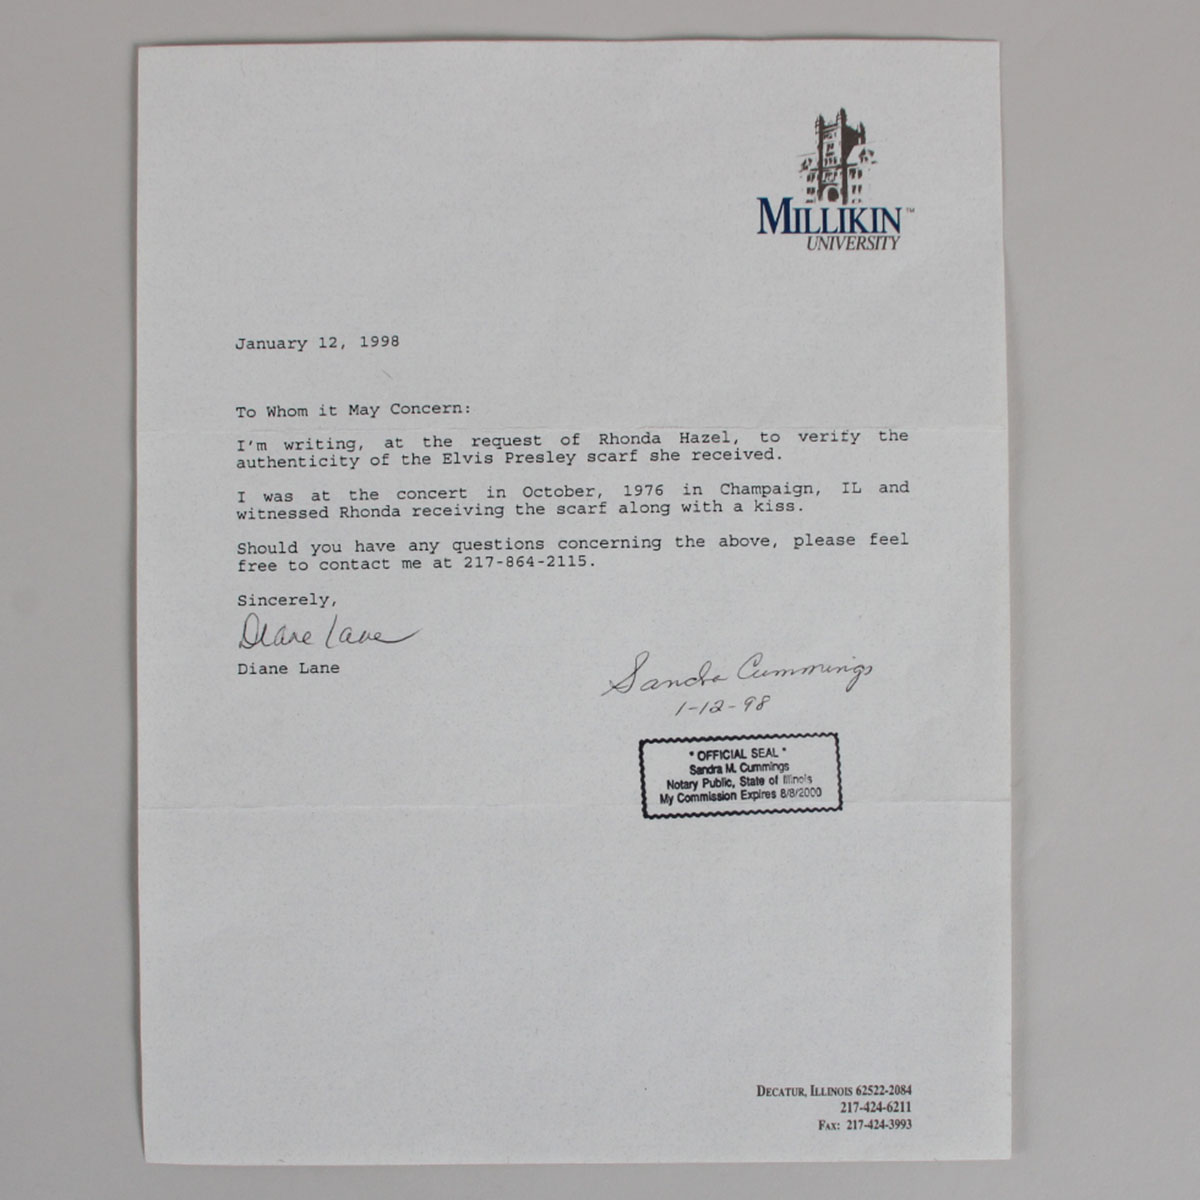 MILLIKIN™
UNIVERSITY
January 12, 1998
To Whom it May Concern:
I'm writing, at the request of Rhonda Hazel, to verify the
authenticity of the Elvis Presley scarf she received.
I was at the concert in October, 1976 in Champaign, IL and
witnessed Rhonda receiving the scarf along with a kiss.
Should you have any questions concerning the above, please feel
free to contact me at 217-864-2115.
Sincerely,
Diane Lane
Diane Lane
Sandra Cummings
1-12-98
" OFFICIAL SEAL "
Sandra M. Cummings
Notary Public, State of Illinois
My Commission Expires 8/8/2000
DECATUR, ILLINOIS 62522-2084
217-424-6211
FAX: 217-424-3993